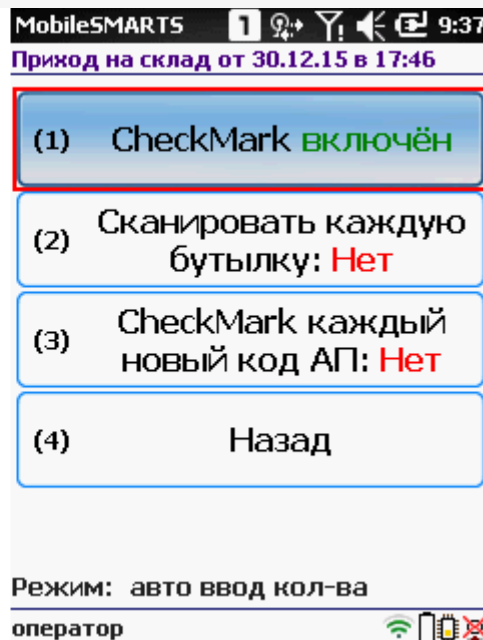 MobileSMARTS 1 9:37
Приход на склад от 30.12.15 в 17:46
(1) CheckMark включён
(2) Сканировать каждую
бутылку: Нет
(3) CheckMark каждый
новый код АП: Нет
(4) Назад
Режим: авто ввод кол-ва
оператор